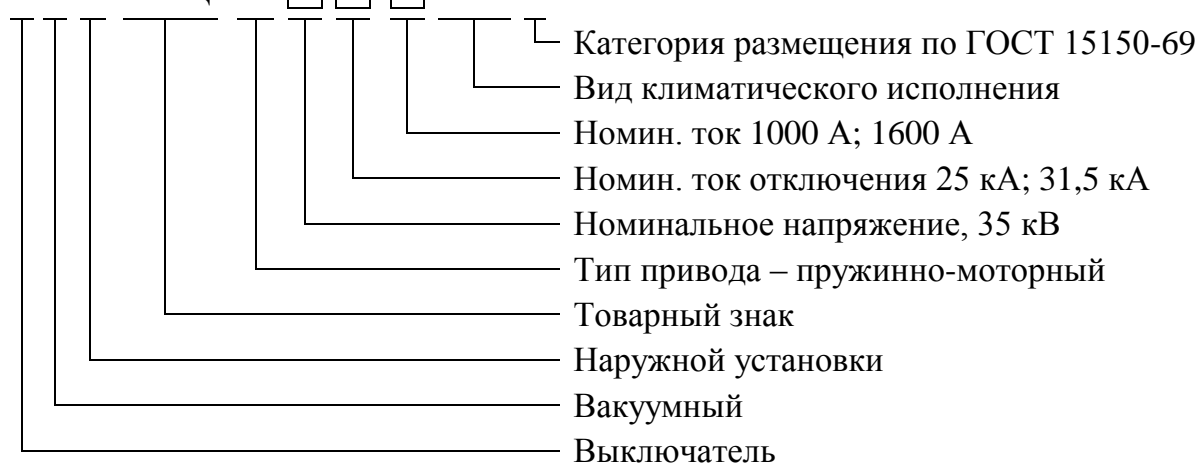 Категория размещения по ГОСТ 15150-69
Вид климатического исполнения
Номин. ток 1000 А; 1600 А
Номин. ток отключения 25 кА; 31,5 кА
Номинальное напряжение, 35 кВ
Тип привода – пружинно-моторный
Товарный знак
Наружной установки
Вакуумный
Выключатель